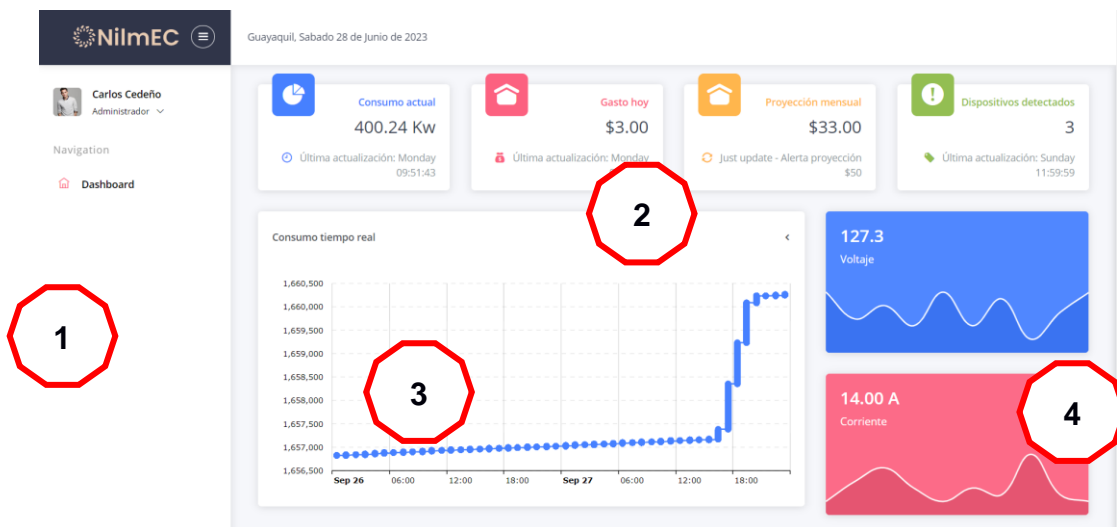 NilmEC
Guayaquil, Sabado 28 de Junio de 2023
Carlos Cedeño
Administrador
Navigation
Dashboard
Consumo actual
400.24 Kw
Última actualización: Monday
09:51:43
Gasto hoy
$3.00
Última actualización: Monday
Proyección mensual
$33.00
Just update - Alerta proyección
$50
Dispositivos detectados
3
Última actualización: Sunday
11:59:59
1
2
Consumo tiempo real
1,660,500
1,660,000
1,659,500
1,659,000
1,658,500
1,658,000
1,657,500
1,657,000
1,656,500
Sep 26 06:00 12:00 18:00 Sep 27 06:00 12:00 18:00
3
127.3
Voltaje
14.00 A
Corriente
4